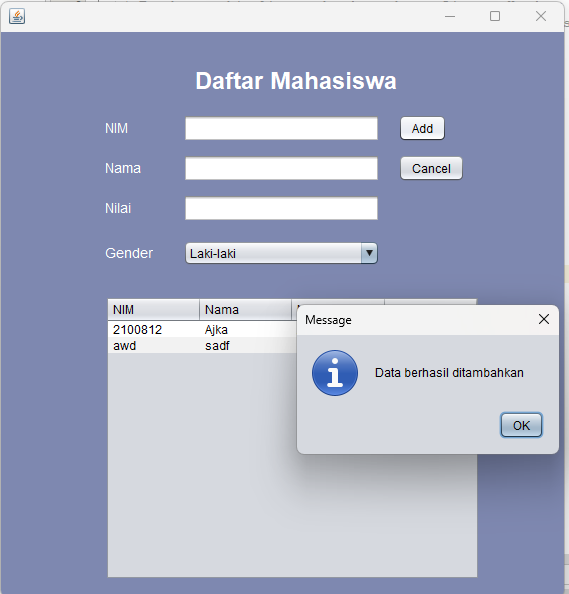 Daftar Mahasiswa
NIM
Add
Nama
Cancel
Nilai
Gender
Laki-laki
NIM Nama
2100812 Ajka
awd sadf
Message
Data berhasil ditambahkan
OK